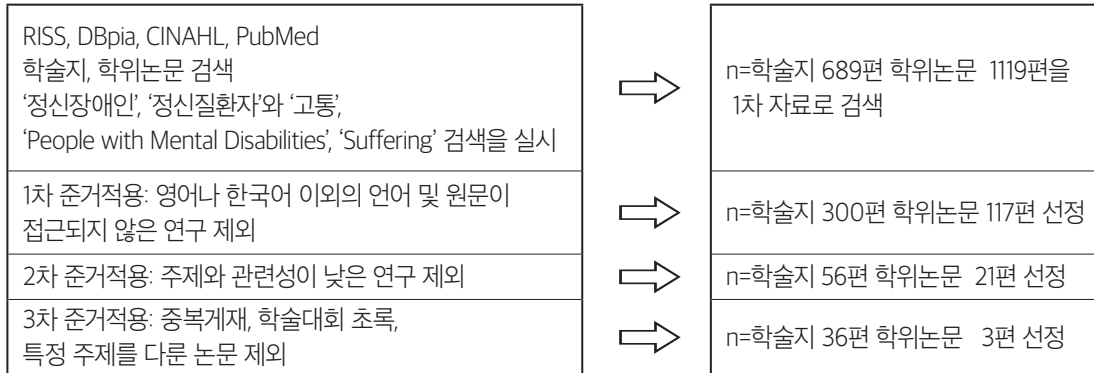 RISS, DBpia, CINAHL, PubMed
학술지, 학위논문 검색
‘정신장애인’, ‘정신질환자’와 ‘고통’,
‘People with Mental Disabilities’, ‘Suffering’ 검색을 실시
n=학술지 689편 학위논문 1119편을
1차 자료로 검색
1차 준거적용: 영어나 한국어 이외의 언어 및 원문이
접근되지 않은 연구 제외
n=학술지 300편 학위논문 117편 선정
2차 준거적용: 주제와 관련성이 낮은 연구 제외
n=학술지 56편 학위논문 21편 선정
3차 준거적용: 중복게재, 학술대회 초록,
특정 주제를 다룬 논문 제외
n=학술지 36편 학위논문 3편 선정